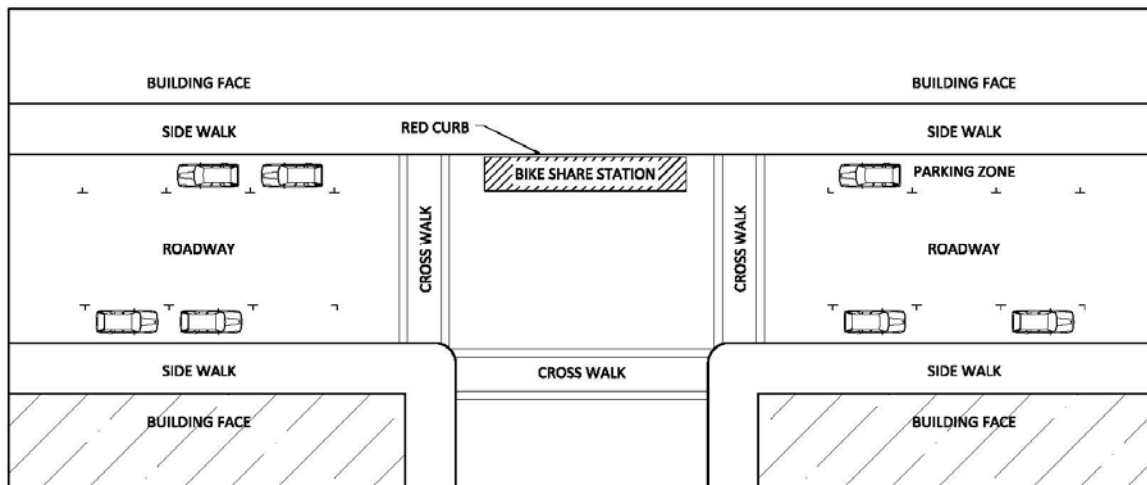 BUILDING FACE
BUILDING FACE
SIDE WALK
RED CURB
SIDE WALK
BIKE SHARE STATION
PARKING ZONE
ROADWAY
CROSS WALK
CROSS WALK
ROADWAY
SIDE WALK
CROSS WALK
SIDE WALK
BUILDING FACE
BUILDING FACE